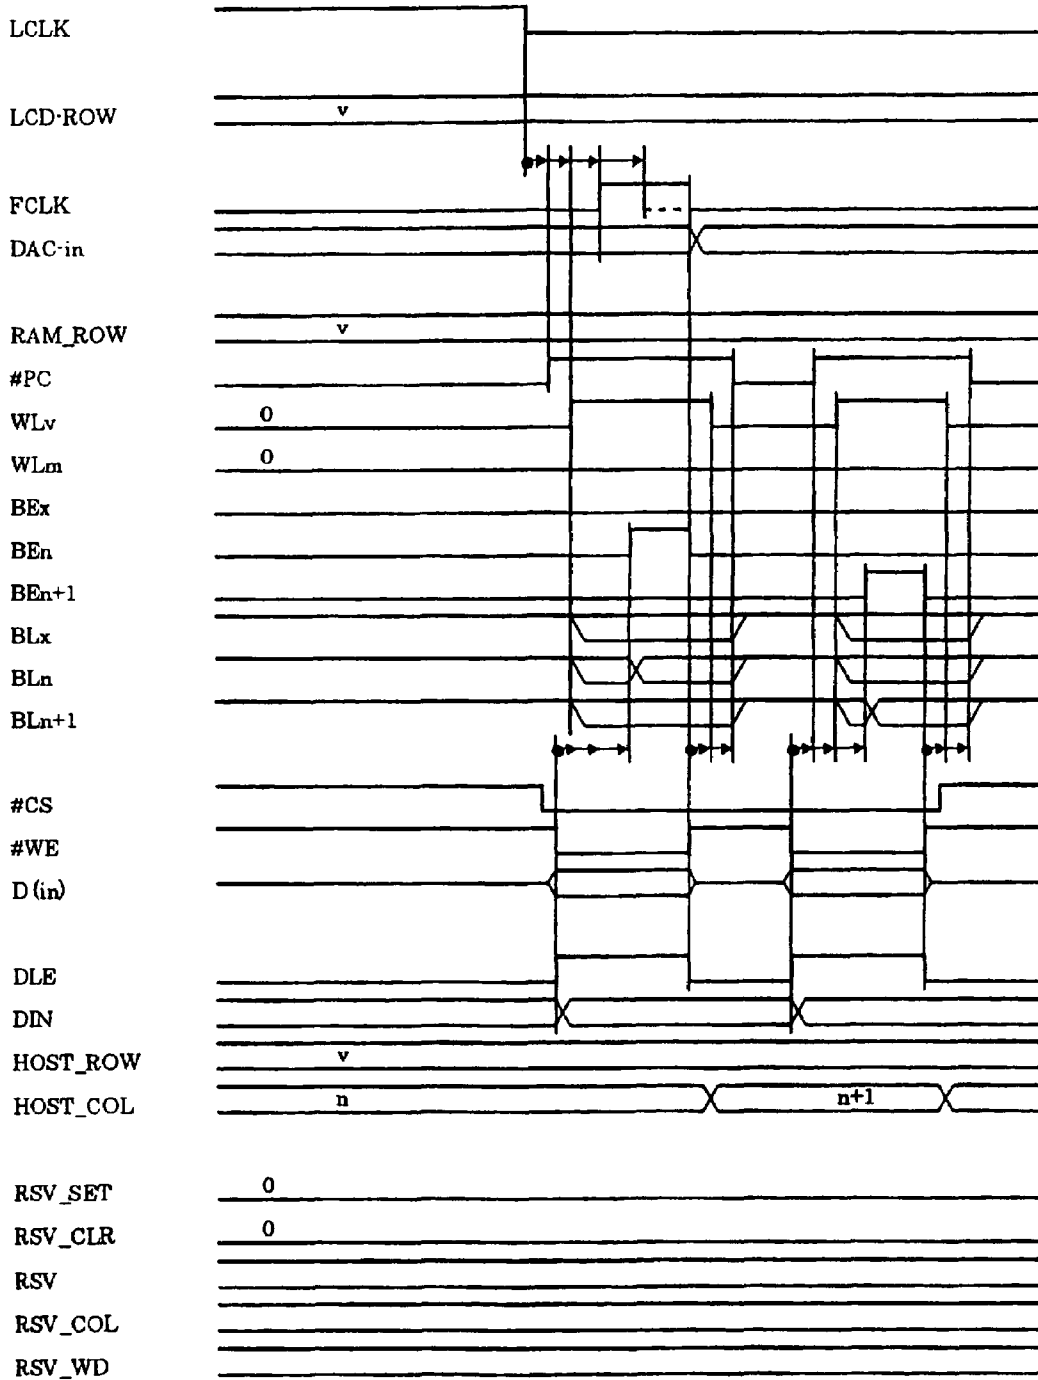 LCLK
LCD·ROW v
FCLK
DAC-in
RAM_ROW v
#PC
WLv 0
WLm 0
BEx
BEn
BEn+1
BLx
BLn
BLn+1
#CS
#WE
D(in)
DLE
DIN
HOST_ROW v
HOST_COL n n+1
RSV_SET 0
RSV_CLR 0
RSV
RSV_COL
RSV_WD